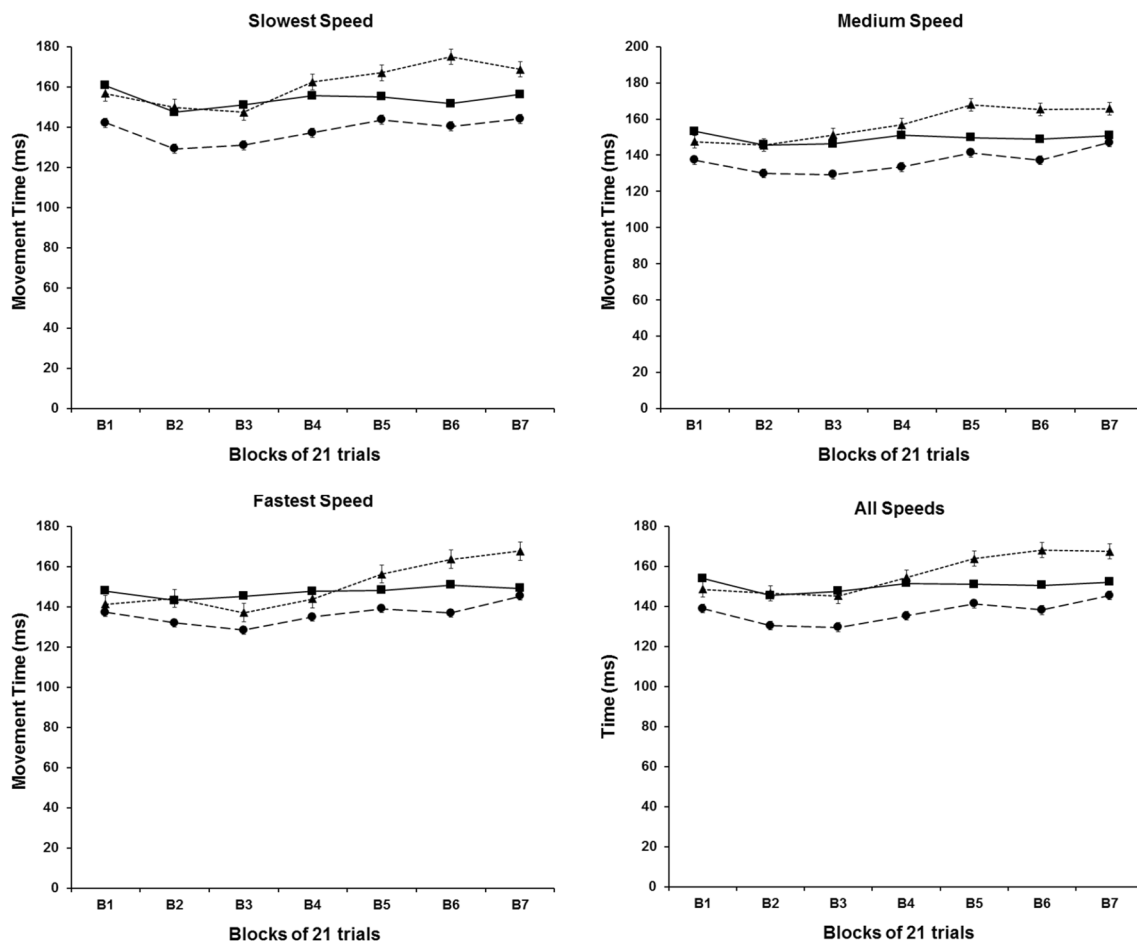 Slowest Speed
Movement Time (ms)
180
160
140
120
100
80
60
40
20
0
B1 B2 B3 B4 B5 B6 B7
Blocks of 21 trials
Medium Speed
Movement Time (ms)
200
180
160
140
120
100
80
60
40
20
0
B1 B2 B3 B4 B5 B6 B7
Blocks of 21 trials
Fastest Speed
Movement Time (ms)
180
160
140
120
100
80
60
40
20
0
B1 B2 B3 B4 B5 B6 B7
Blocks of 21 trials
All Speeds
Time (ms)
180
160
140
120
100
80
60
40
20
0
B1 B2 B3 B4 B5 B6 B7
Blocks of 21 trials